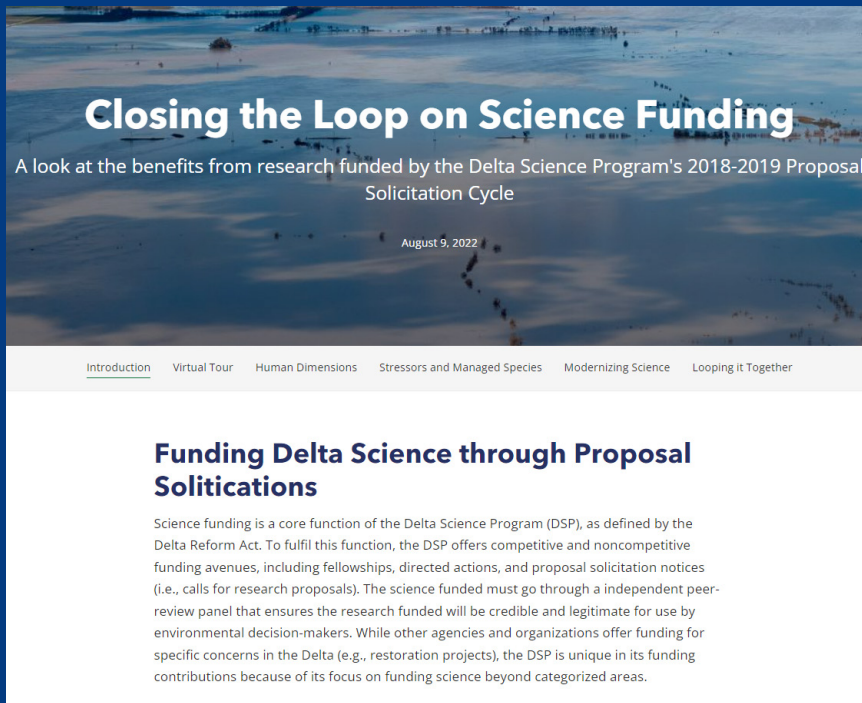 Closing the Loop on Science Funding
A look at the benefits from research funded by the Delta Science Program's 2018-2019 Proposal
Solicitation Cycle
August 9, 2022
Introduction Virtual Tour Human Dimensions Stressors and Managed Species Modernizing Science Looping it Together
Funding Delta Science through Proposal
Solitications
Science funding is a core function of the Delta Science Program (DSP), as defined by the
Delta Reform Act. To fulfil this function, the DSP offers competitive and noncompetitive
funding avenues, including fellowships, directed actions, and proposal solicitation notices
(i.e., calls for research proposals). The science funded must go through a independent peer-
review panel that ensures the research funded will be credible and legitimate for use by
environmental decision-makers. While other agencies and organizations offer funding for
specific concerns in the Delta (e.g., restoration projects), the DSP is unique in its funding
contributions because of its focus on funding science beyond categorized areas.